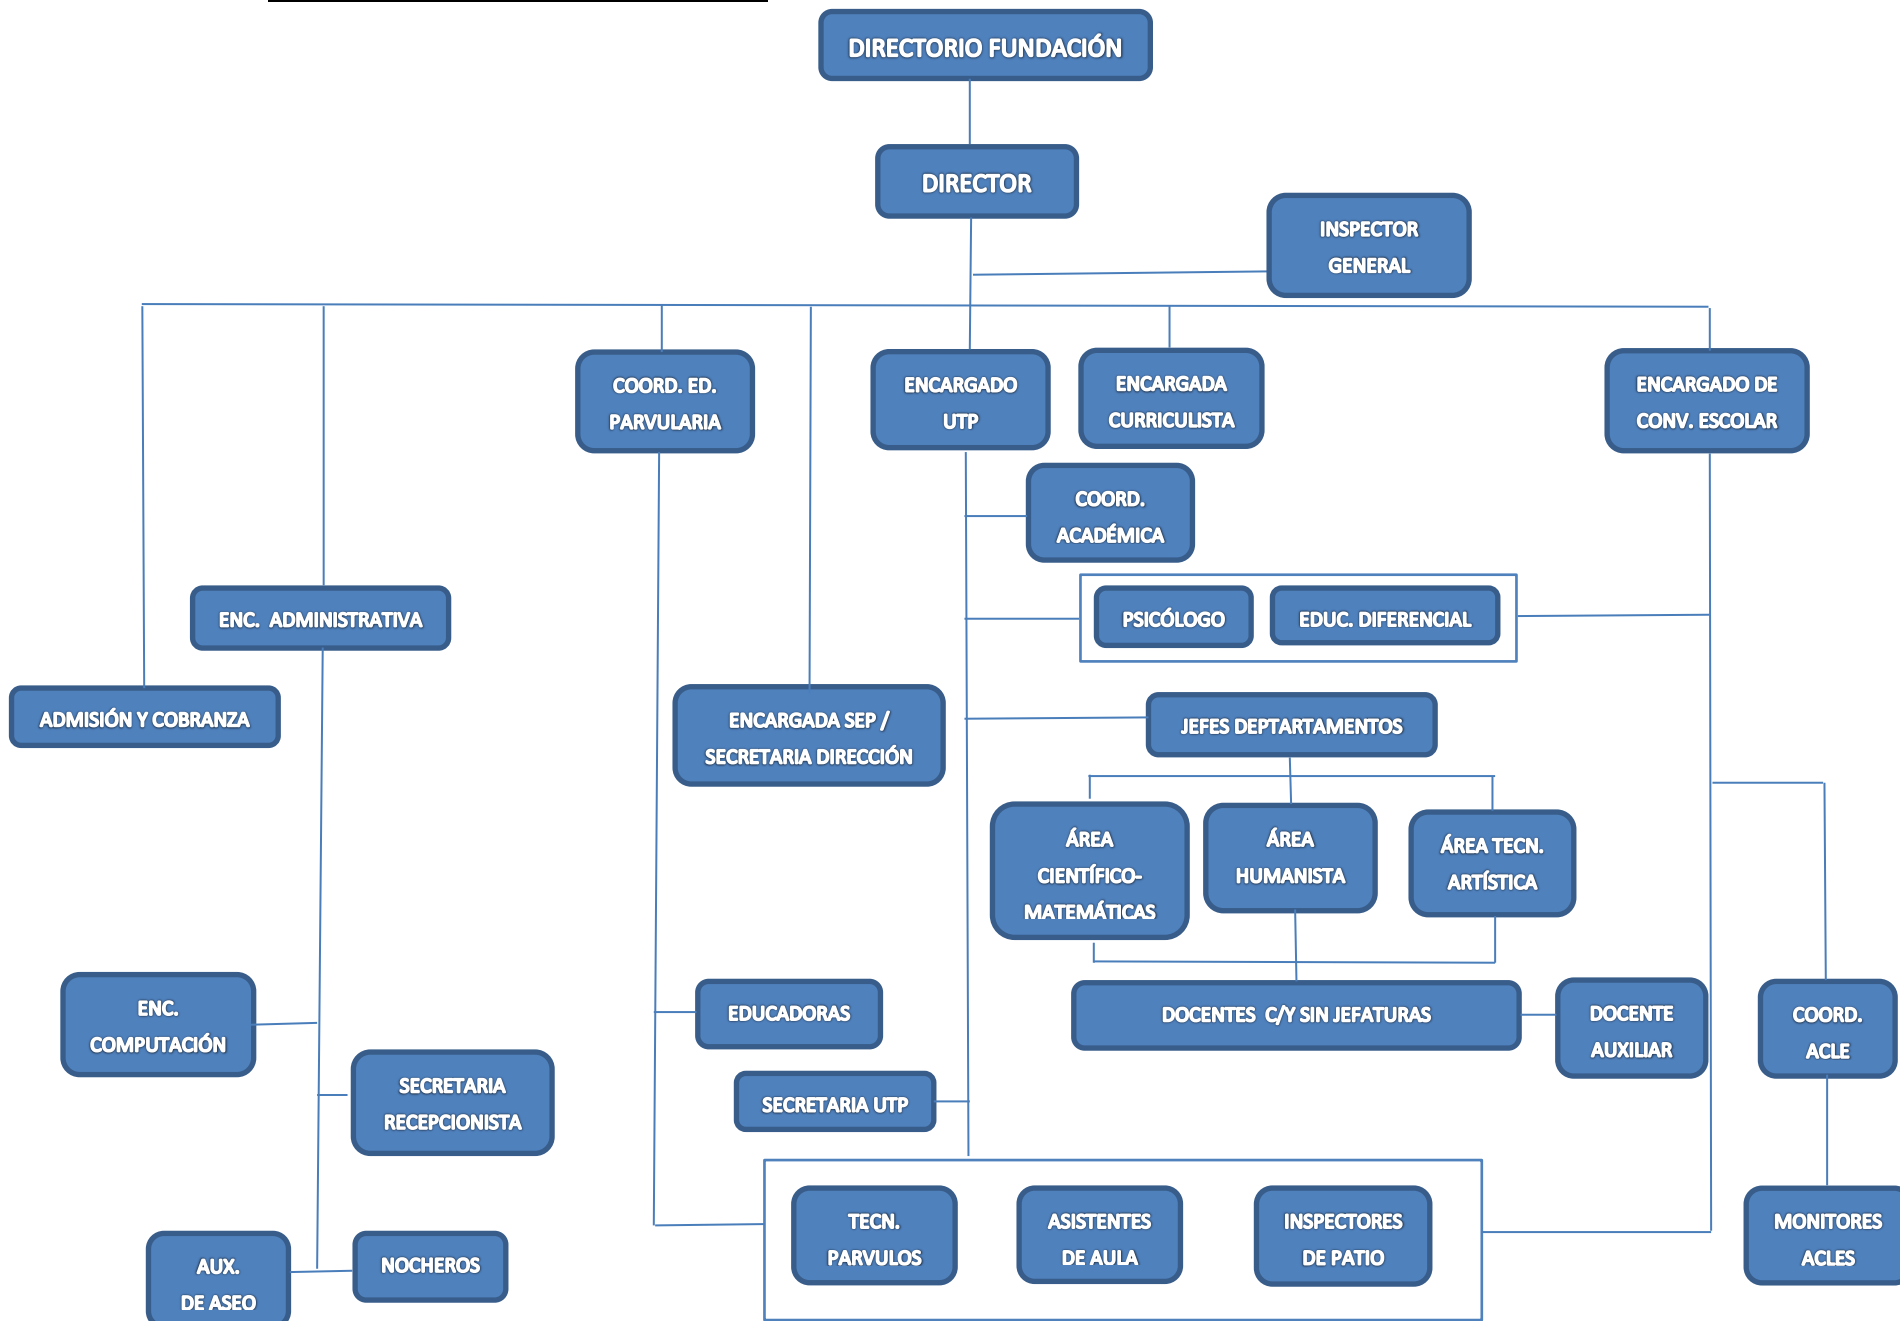 DIRECTORIO FUNDACIÓN
DIRECTOR
INSPECTOR
GENERAL
COORD. ED.
PARVULARIA
ENCARGADO
UTP
ENCARGADA
CURRICULISTA
ENCARGADO DE
CONV. ESCOLAR
COORD.
ACADÉMICA
ENC. ADMINISTRATIVA
PSICÓLOGO
EDUC. DIFERENCIAL
ADMISIÓN Y COBRANZA
ENCARGADA SEP /
SECRETARIA DIRECCIÓN
JEFES DEPTARTAMENTOS
ÁREA
CIENTÍFICO-
MATEMÁTICAS
ÁREA
HUMANISTA
ÁREA TECN.
ARTÍSTICA
ENC.
COMPUTACIÓN
EDUCADORAS
DOCENTES C/Y SIN JEFATURAS
DOCENTE
AUXILIAR
COORD.
ACLE
SECRETARIA
RECEPCIONISTA
SECRETARIA UTP
AUX.
DE ASEO
NOCHEROS
TECN.
PARVULOS
ASISTENTES
DE AULA
INSPECTORES
DE PATIO
MONITORES
ACLES